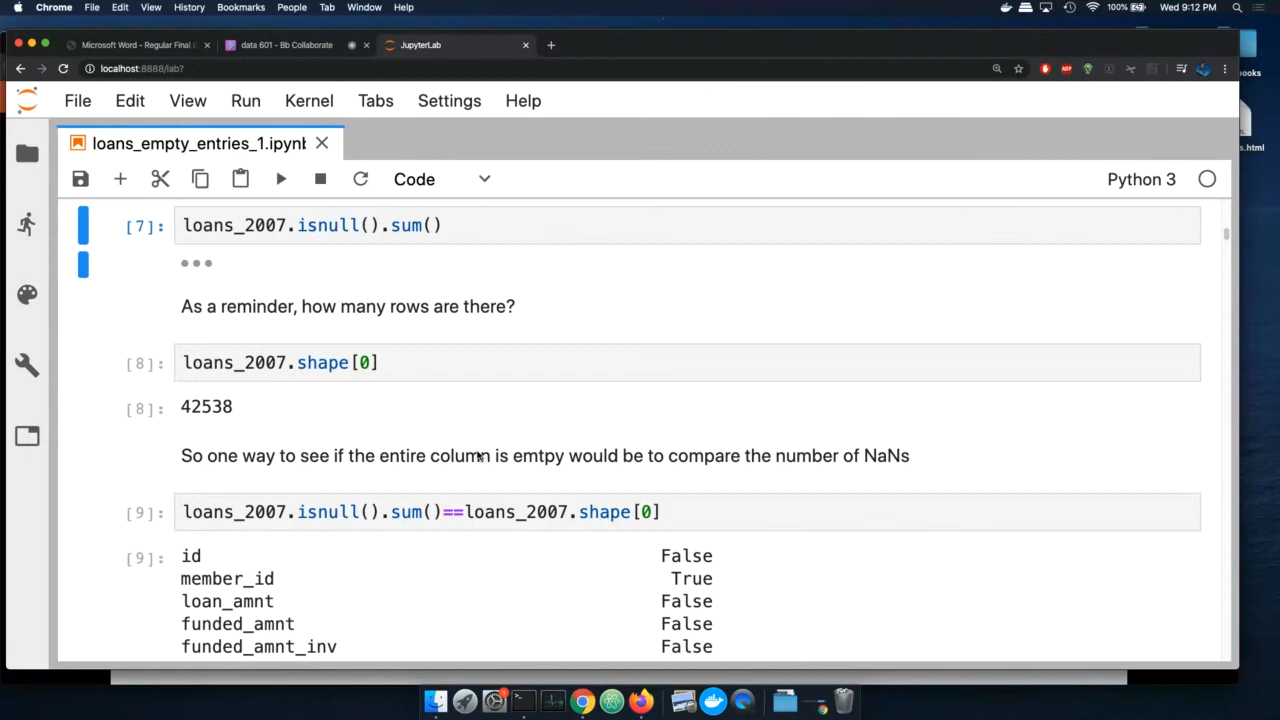 Chrome File Edit View History Bookmarks People Tab Window Help 100% Wed 9:12 PM
Microsoft Word - Regular Final data 601 - Bb Collaborate JupyterLab
localhost:8888/lab?
ooks
File Edit View Run Kernel Tabs Settings Help
s.html
loans_empty_entries_1.ipynb
Code Python 3
[7]: loans_2007.isnull().sum()
As a reminder, how many rows are there?
[8]: loans_2007.shape[0]
[8]: 42538
So one way to see if the entire column is emtpy would be to compare the number of NaNs
[9]: loans_2007.isnull().sum()==loans_2007.shape[0]
[9]: id False
member_id True
loan_amnt False
funded_amnt False
funded_amnt_inv False